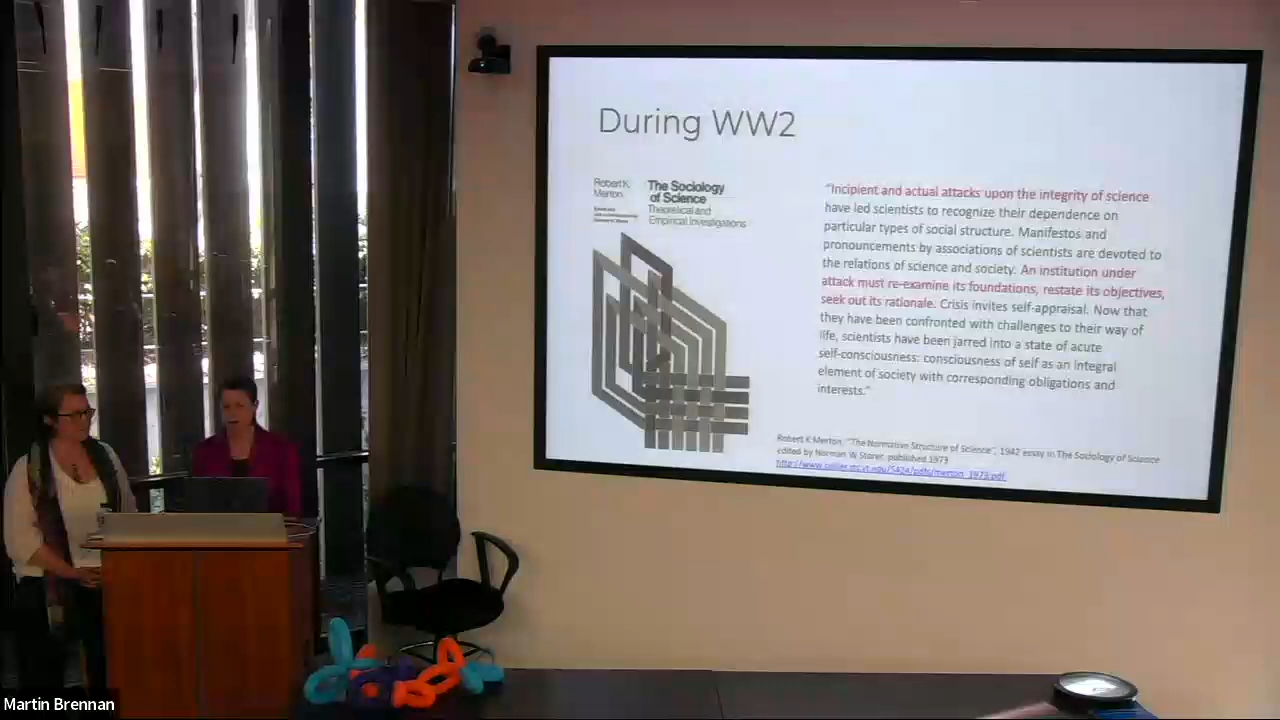 During WW2
Robert K.
Merton
The Sociology
of Science
Theoretical and
Empirical Investigations
"Incipient and actual attacks upon the integrity of science
have led scientists to recognize their dependence on
particular types of social structure. Manifestos and
pronouncements by associations of scientists are devoted to
the relations of science and society. An institution under
attack must re-examine its foundations, restate its objectives,
seek out its rationale. Crisis invites self-appraisal. Now that
they have been confronted with challenges to their way of
life, scientists have been jarred into a state of acute
self-consciousness: consciousness of self as an integral
element of society with corresponding obligations and
interests."
Robert K Merton, "The Normative Structure of Science", 1942 essay in The Sociology of Science
edited by Norman W Storer, published 1973
Martin Brennan